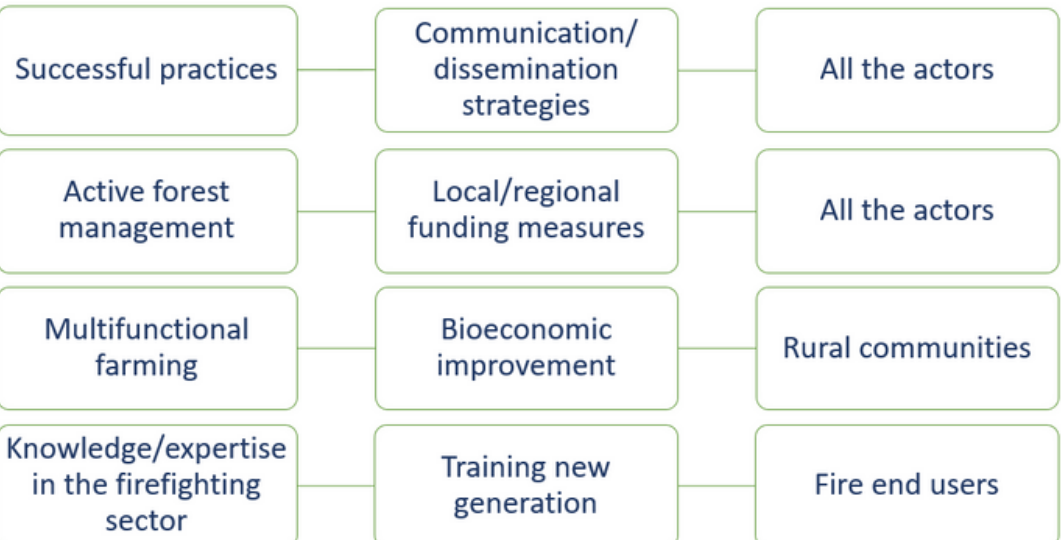 Successful practices
Communication/
dissemination
strategies
All the actors
Active forest
management
Local/regional
funding measures
All the actors
Multifunctional
farming
Bioeconomic
improvement
Rural communities
Knowledge/expertise
in the firefighting
sector
Training new
generation
Fire end users